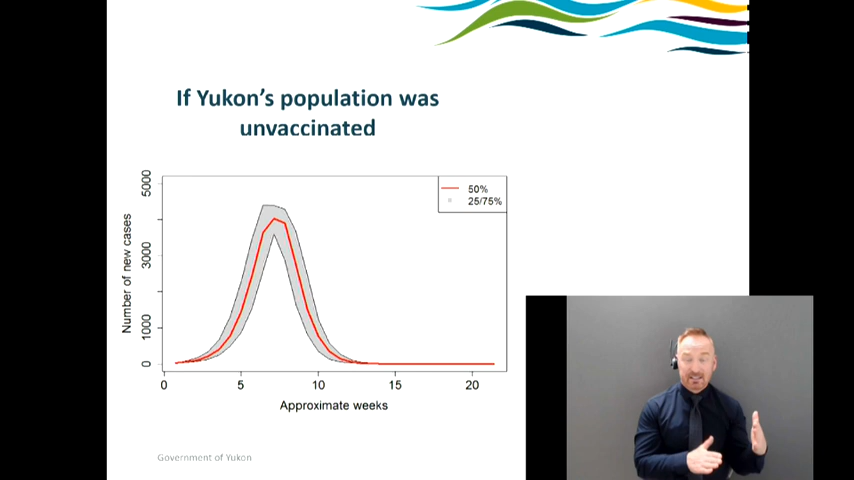 If Yukon's population was
unvaccinated
50%
25/75%
Number of new cases
5000
3000
1000
0
0 5 10 15 20
Approximate weeks
Government of Yukon